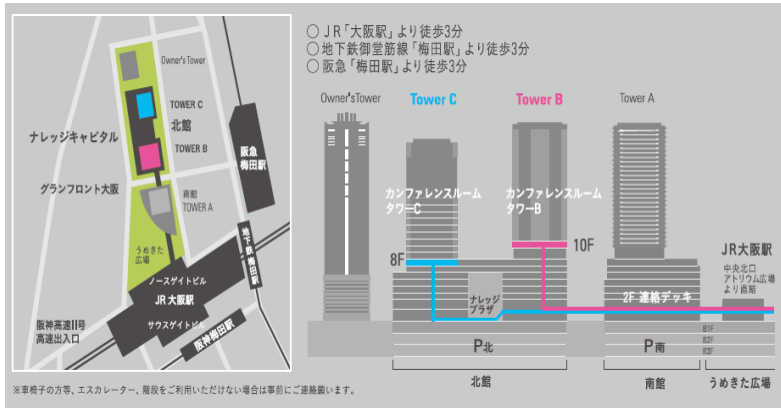 Owner's Tower
TOWER C
北館
ナレッジキャピタル
TOWER B
グランフロント大阪
南館
TOWER A
うめきた
広場
阪急
梅田駅
地下鉄 梅田駅
ノースゲイトビル
JR 大阪駅
サウスゲイトビル
阪神梅田駅
阪神高速11号
高速出入口
○ JR「大阪駅」より徒歩3分
○ 地下鉄御堂筋線「梅田駅」より徒歩3分
○ 阪急「梅田駅」より徒歩3分
Owner'sTower
Tower C
Tower B
Tower A
カンファレンスルーム
タワーC
カンファレンスルーム
タワーB
8F
10F
JR大阪駅
中央北口
アトリウム広場
より直結
ナレッジ
プラザ
2F 連絡デッキ
B1F
B2F
B3F
P北
P南
北館
南館
うめきた広場
※車椅子の方等、エスカレーター、階段をご利用いただけない場合は事前にご連絡願います。